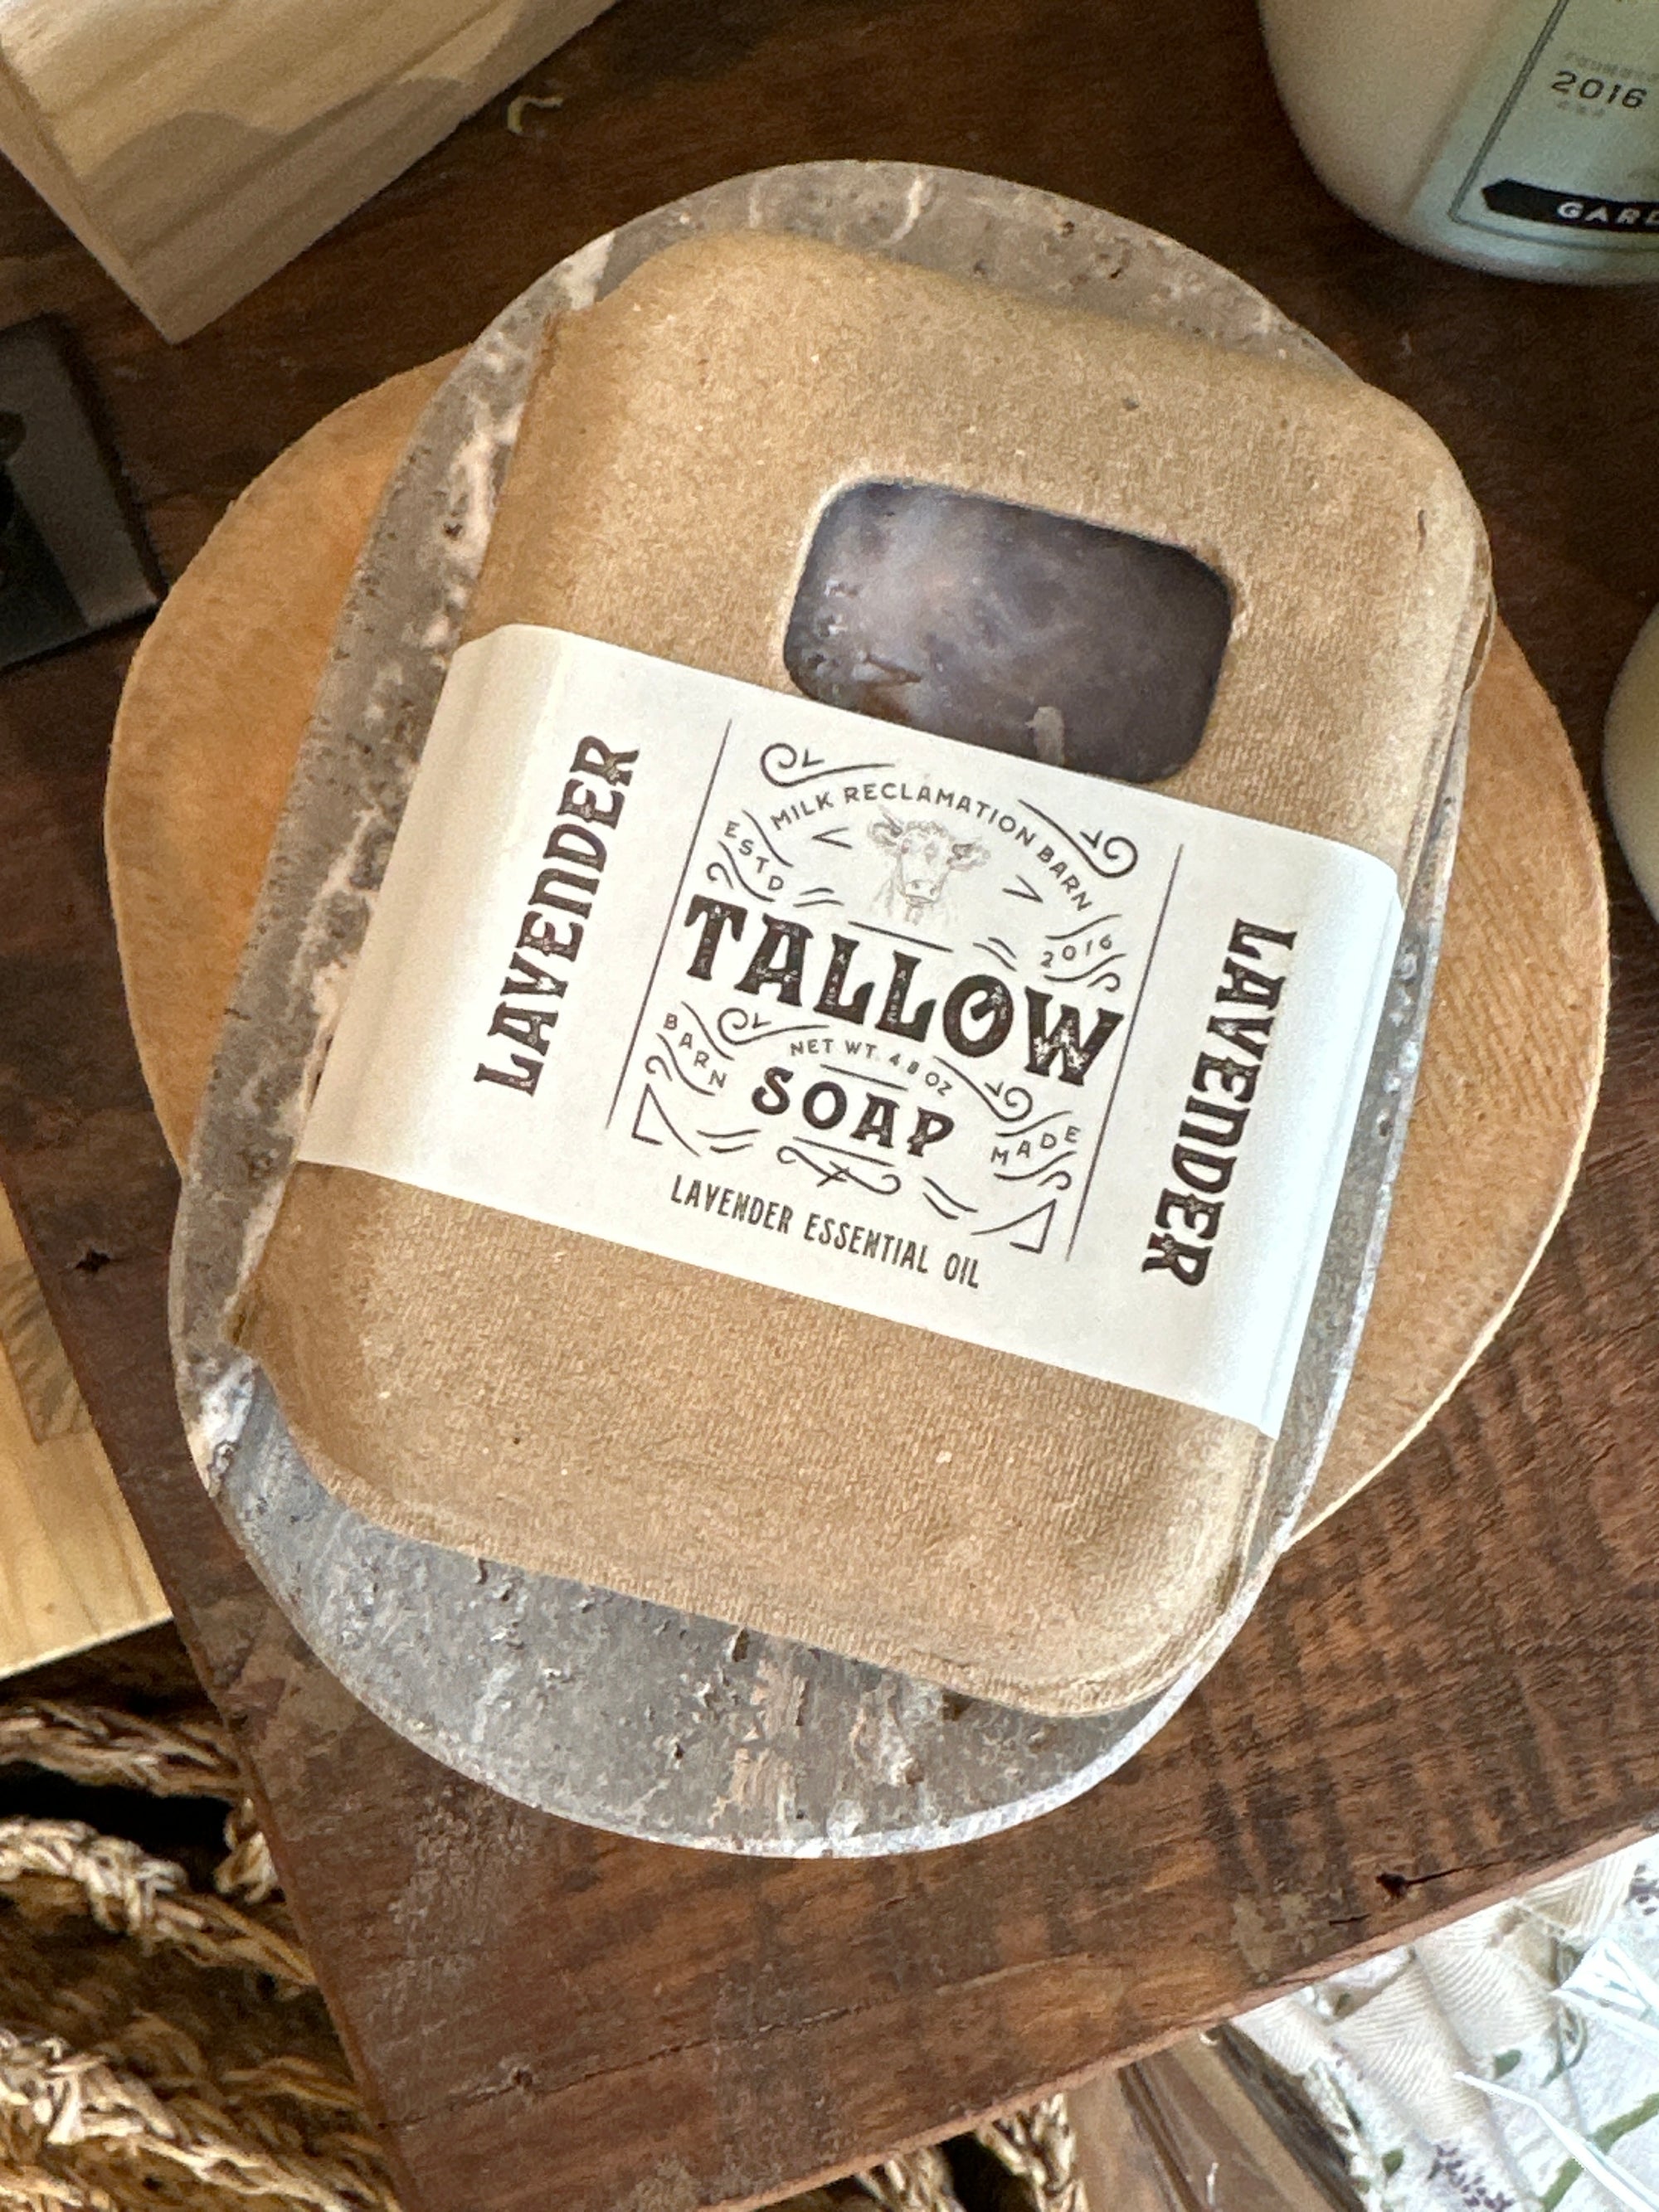 2016
GARD
MILK RECLAMATION BARN
ESTD
2016
TALLOW
NET WT. 4.8 OZ
BARN
SOAP
MADE
LAVENDER ESSENTIAL OIL
LAVENDER
LAVENDER